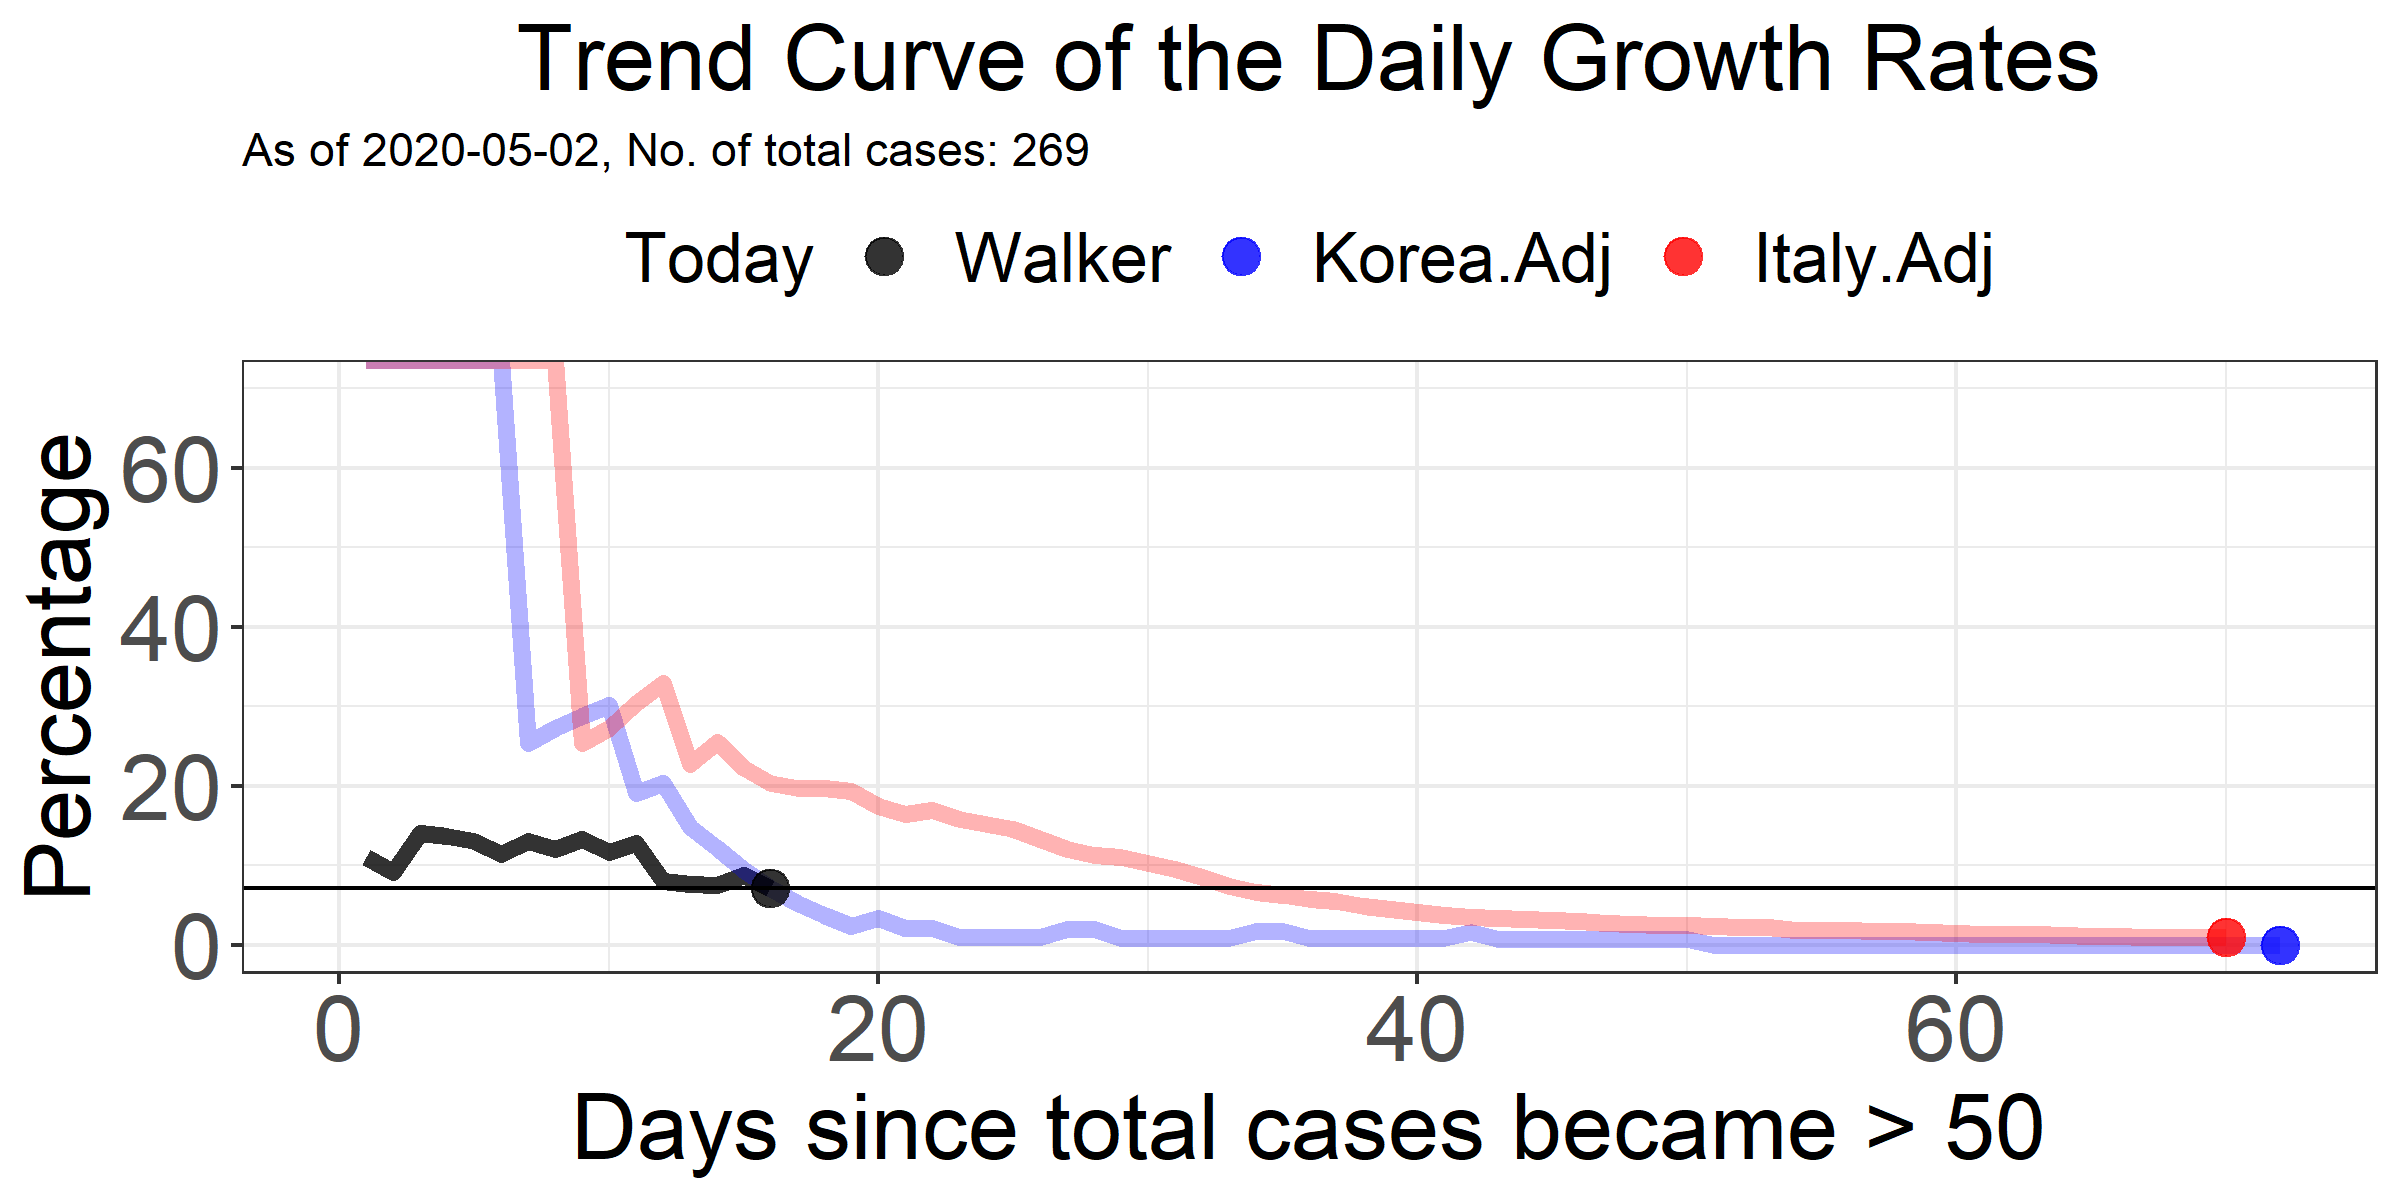 Trend Curve of the Daily Growth Rates
As of 2020-05-02, No. of total cases: 269
Today Walker Korea.Adj Italy.Adj
Percentage
60
40
20
0
0 20 40 60
Days since total cases became > 50